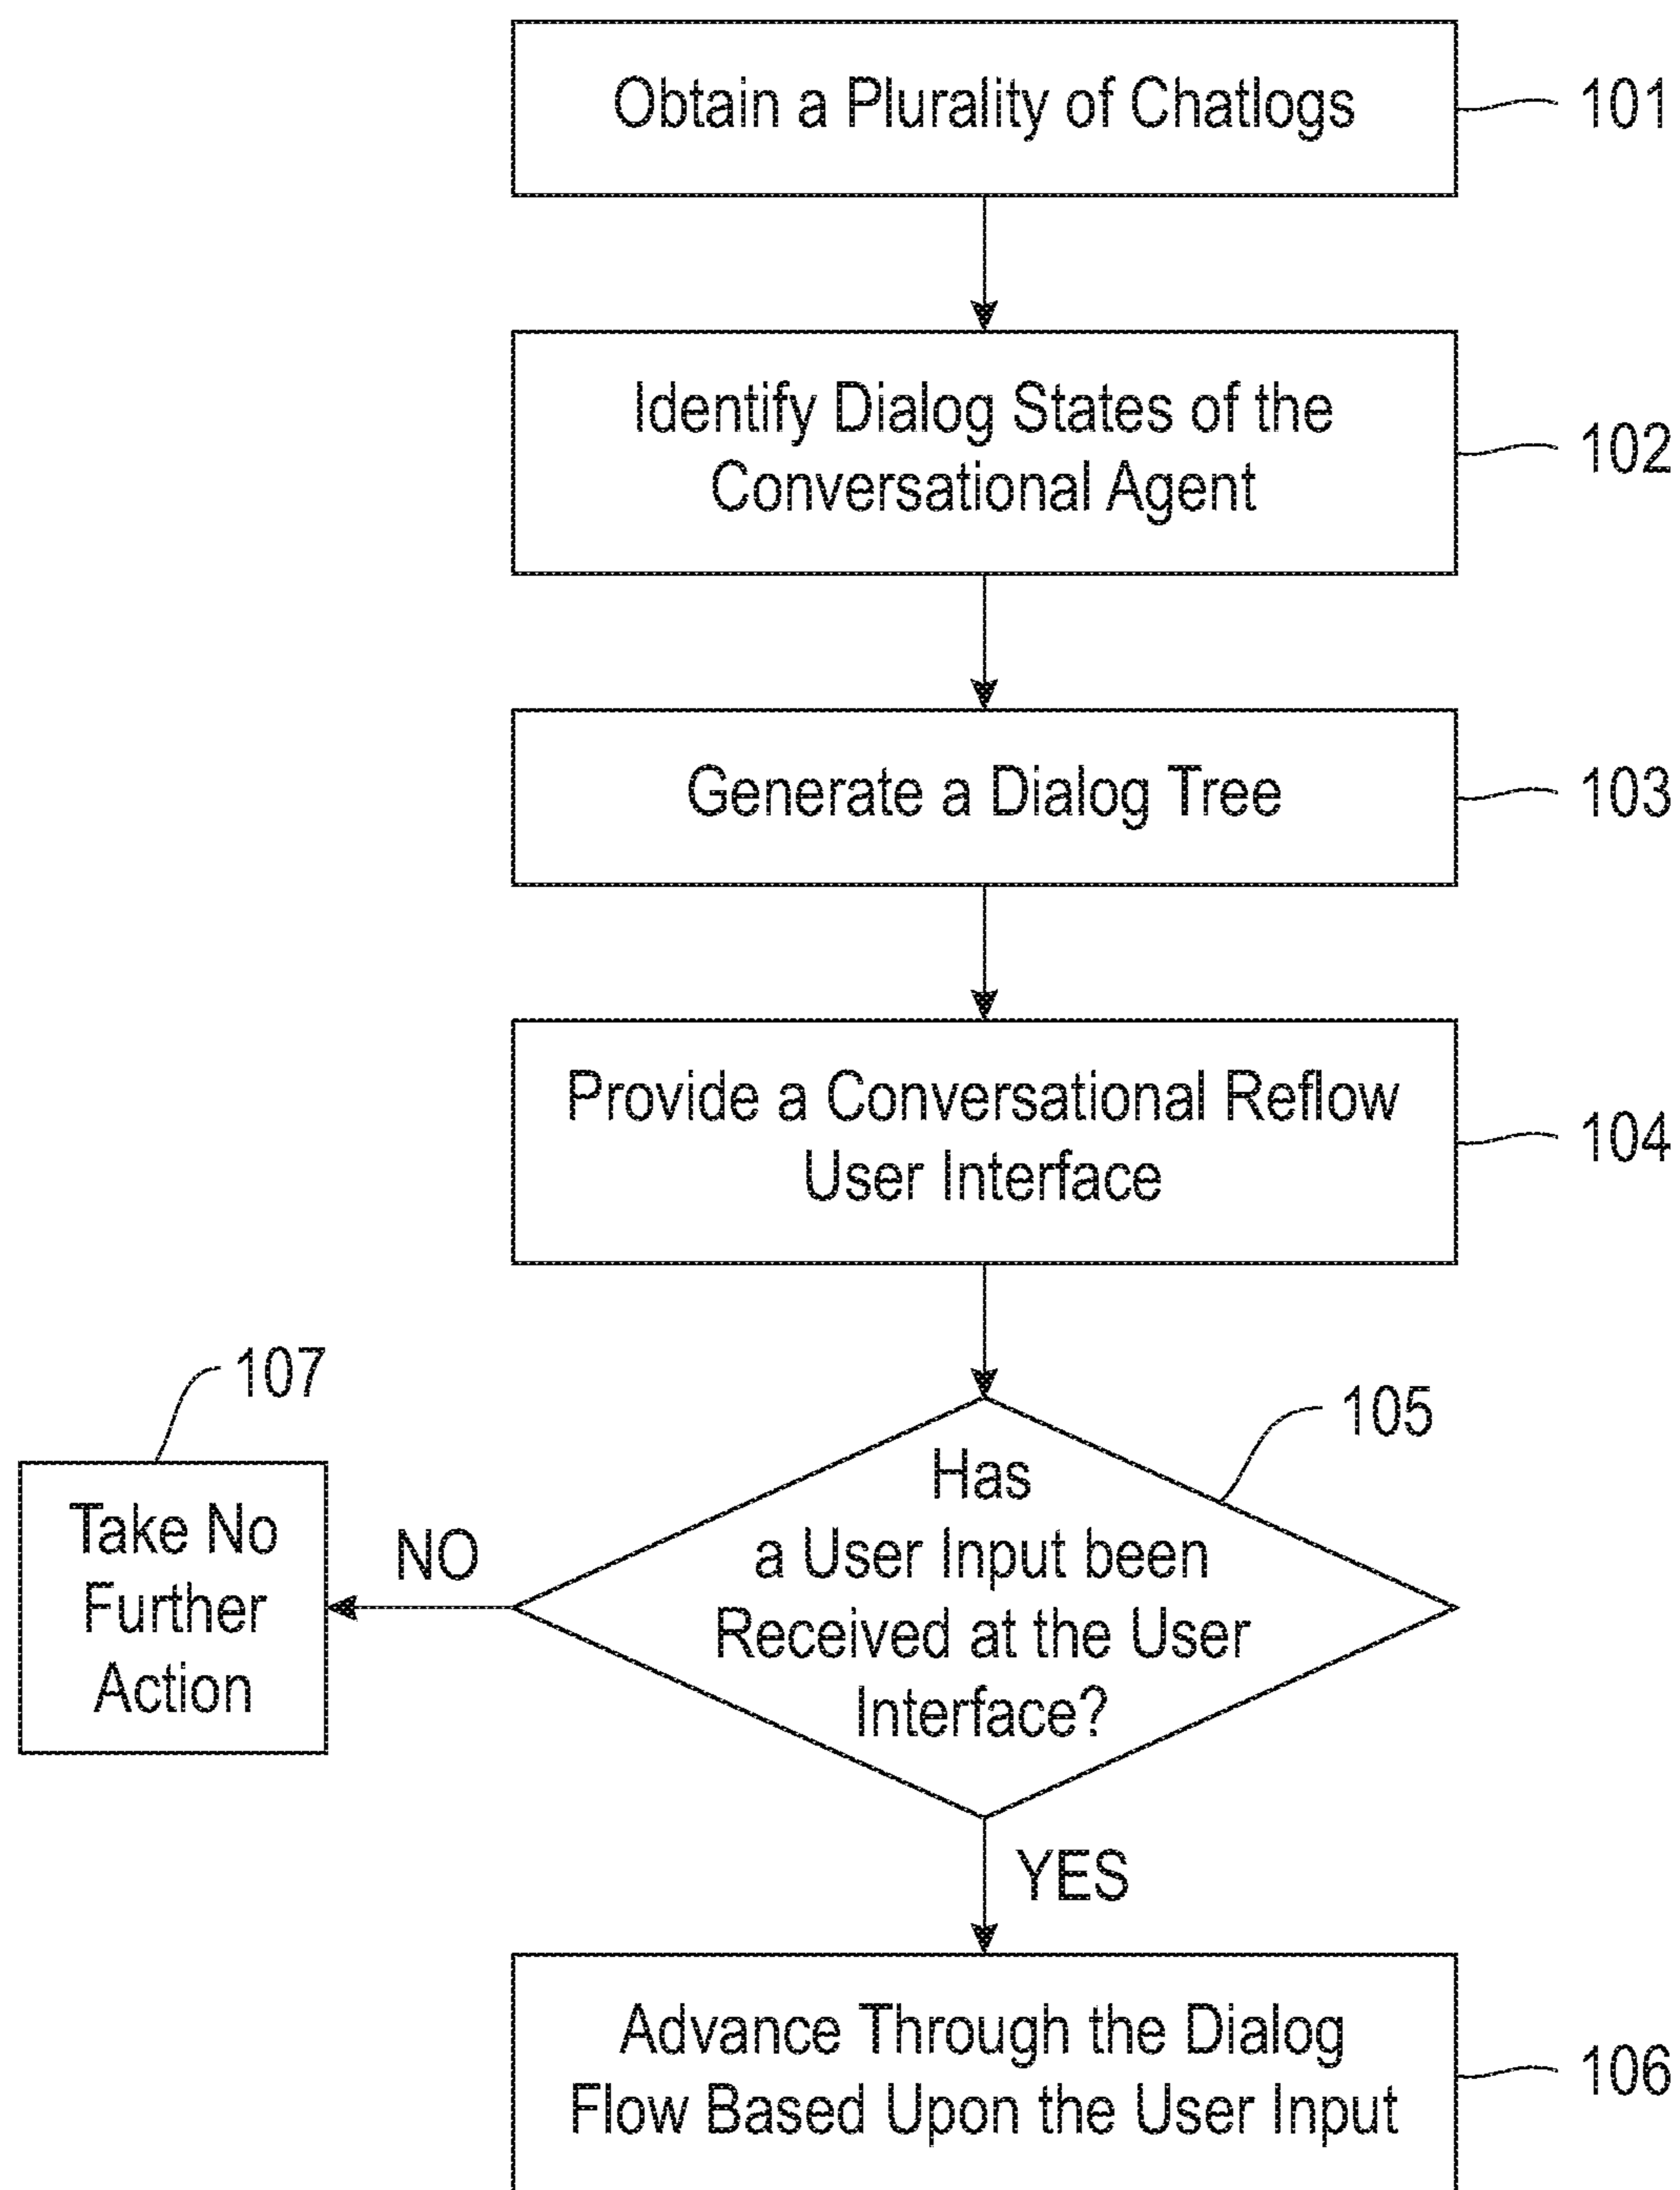 Obtain a Plurality of Chatlogs
101
Identify Dialog States of the
Conversational Agent
102
Generate a Dialog Tree
103
Provide a Conversational Reflow
User Interface
104
107
Take No
Further
Action
NO
105
Has
a User Input been
Received at the User
Interface?
YES
Advance Through the Dialog
Flow Based Upon the User Input
106